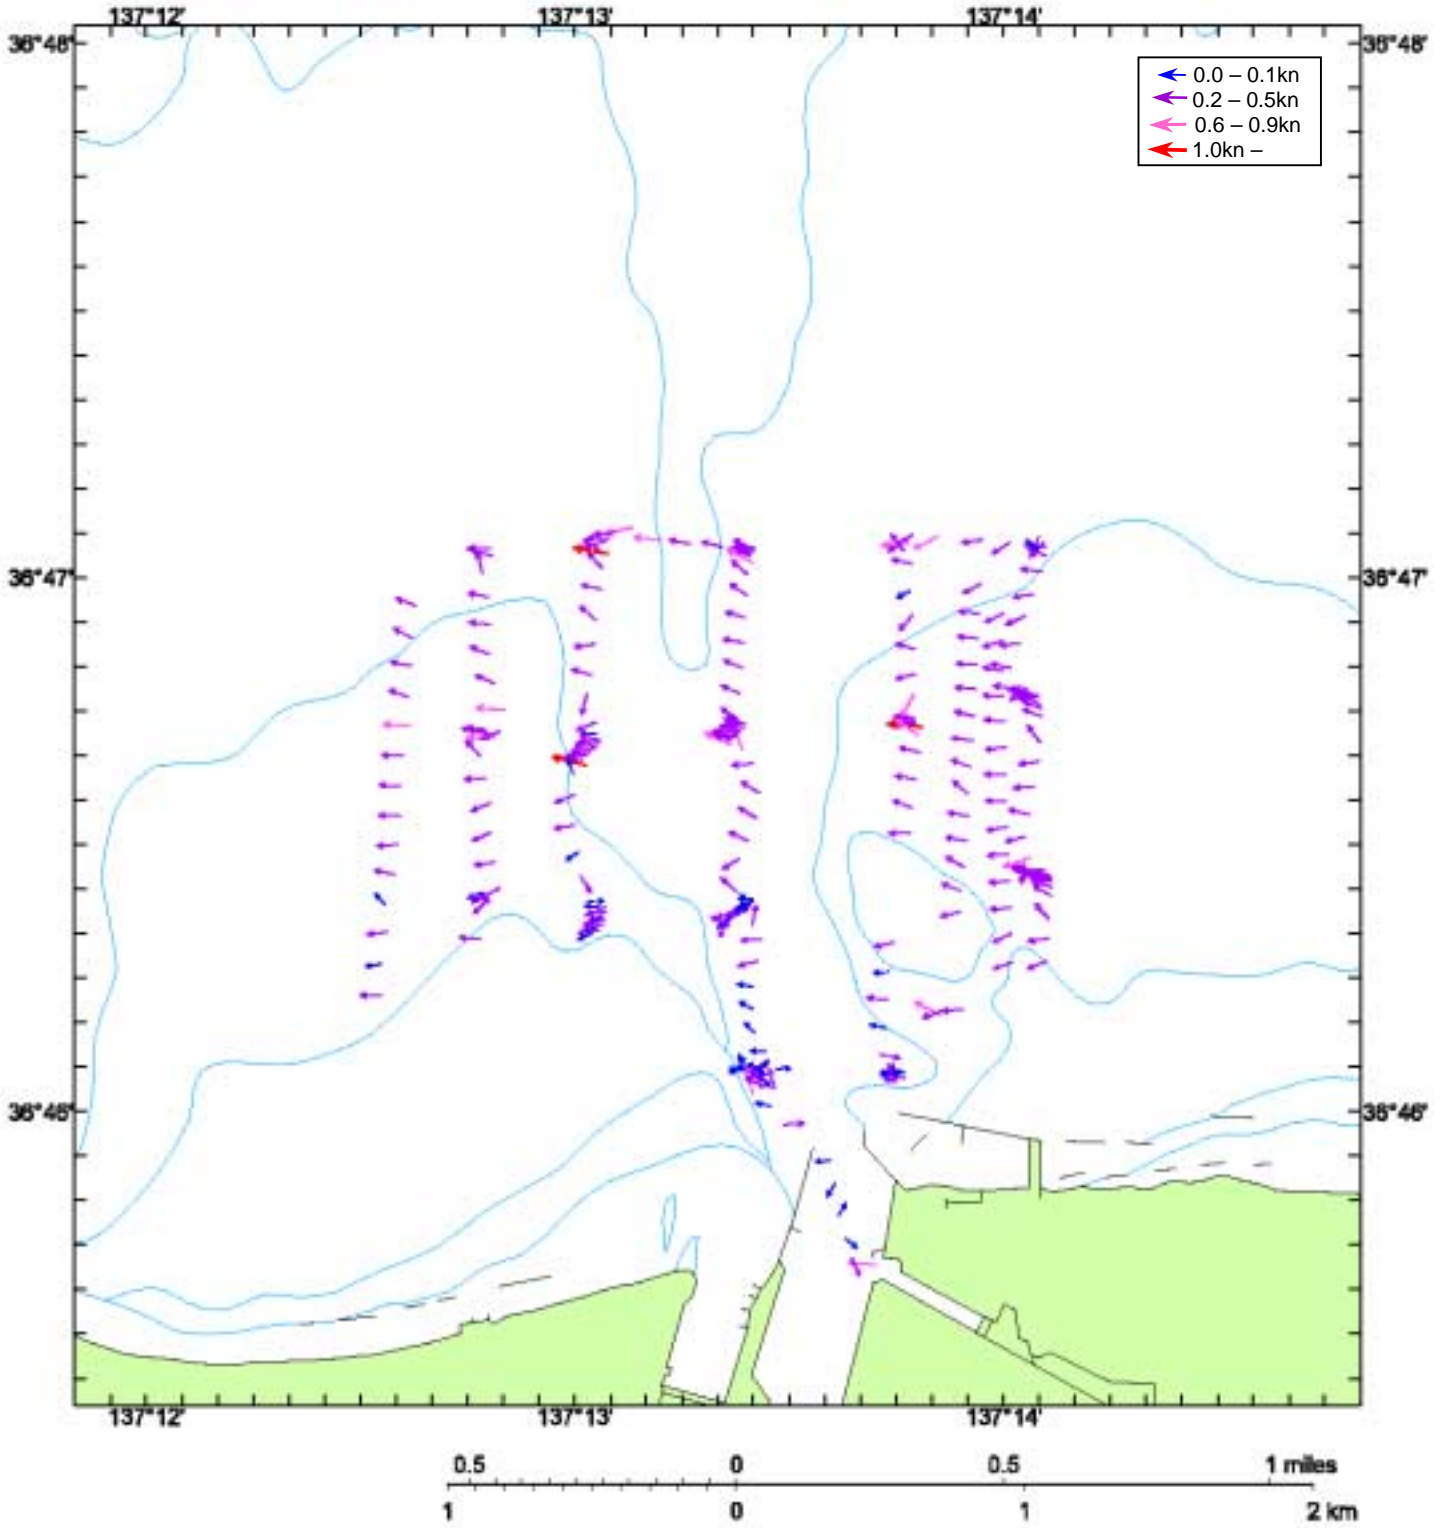 137°12' 137°13' 137°14'
36°48' 36°48'
0.0 – 0.1kn
0.2 – 0.5kn
0.6 – 0.9kn
1.0kn –
36°47' 36°47'
36°46' 36°46'
137°12' 137°13' 137°14'
0.5 0 0.5 1 miles
1 0 1 2 km